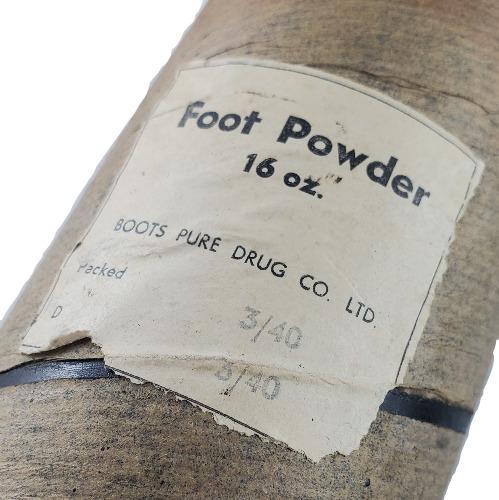 Foot Powder
16 oz.
BOOTS PURE DRUG CO. LTD.
Packed
3/40
D
3/40